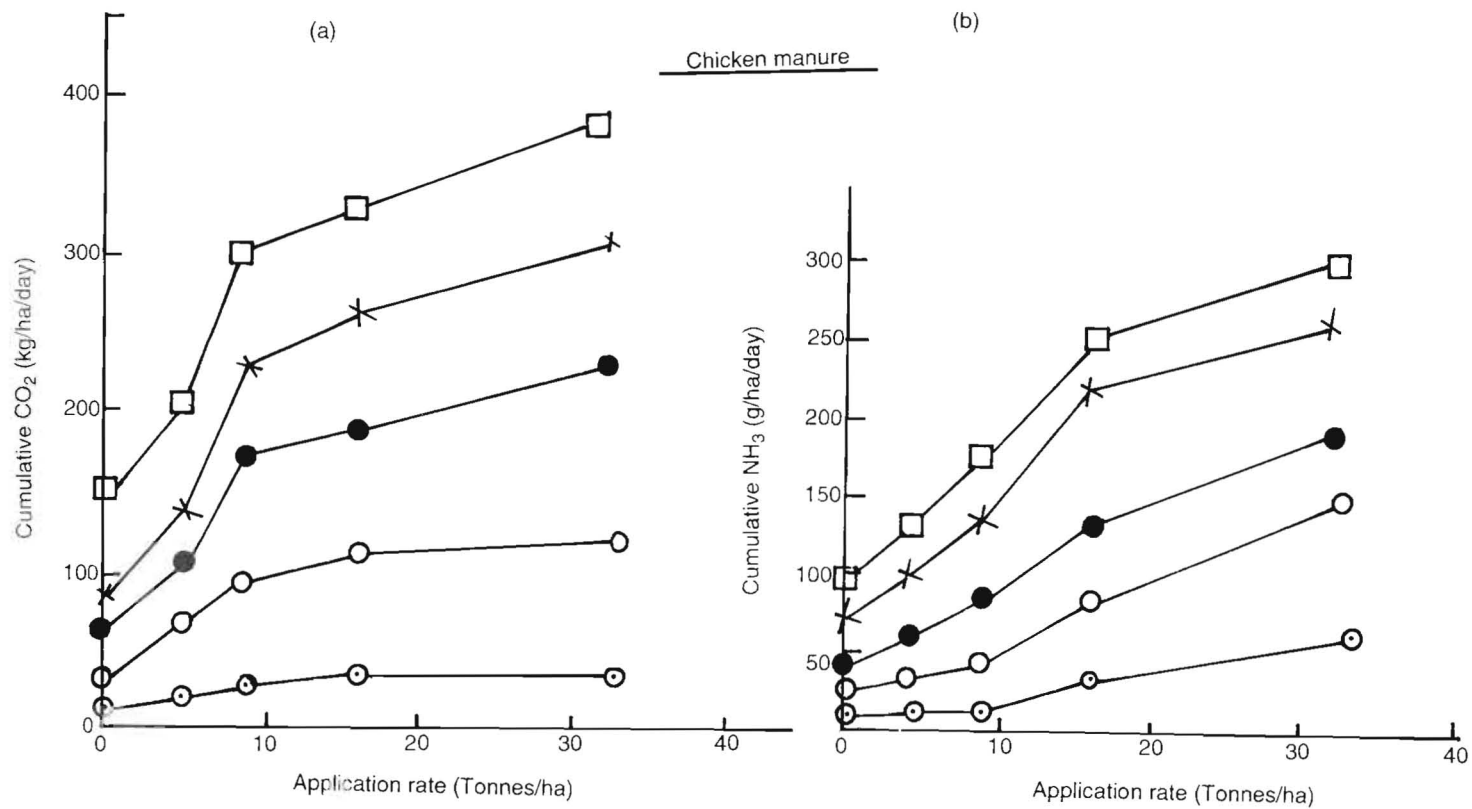 (a)
(b)
Chicken manure
Cumulative CO₂ (kg/ha/day)
400
300
200
100
0
0 10 20 30 40
Application rate (Tonnes/ha)
Cumulative NH₃ (g/ha/day)
300
250
200
150
100
50
0 10 20 30 40
Application rate (Tonnes/ha)